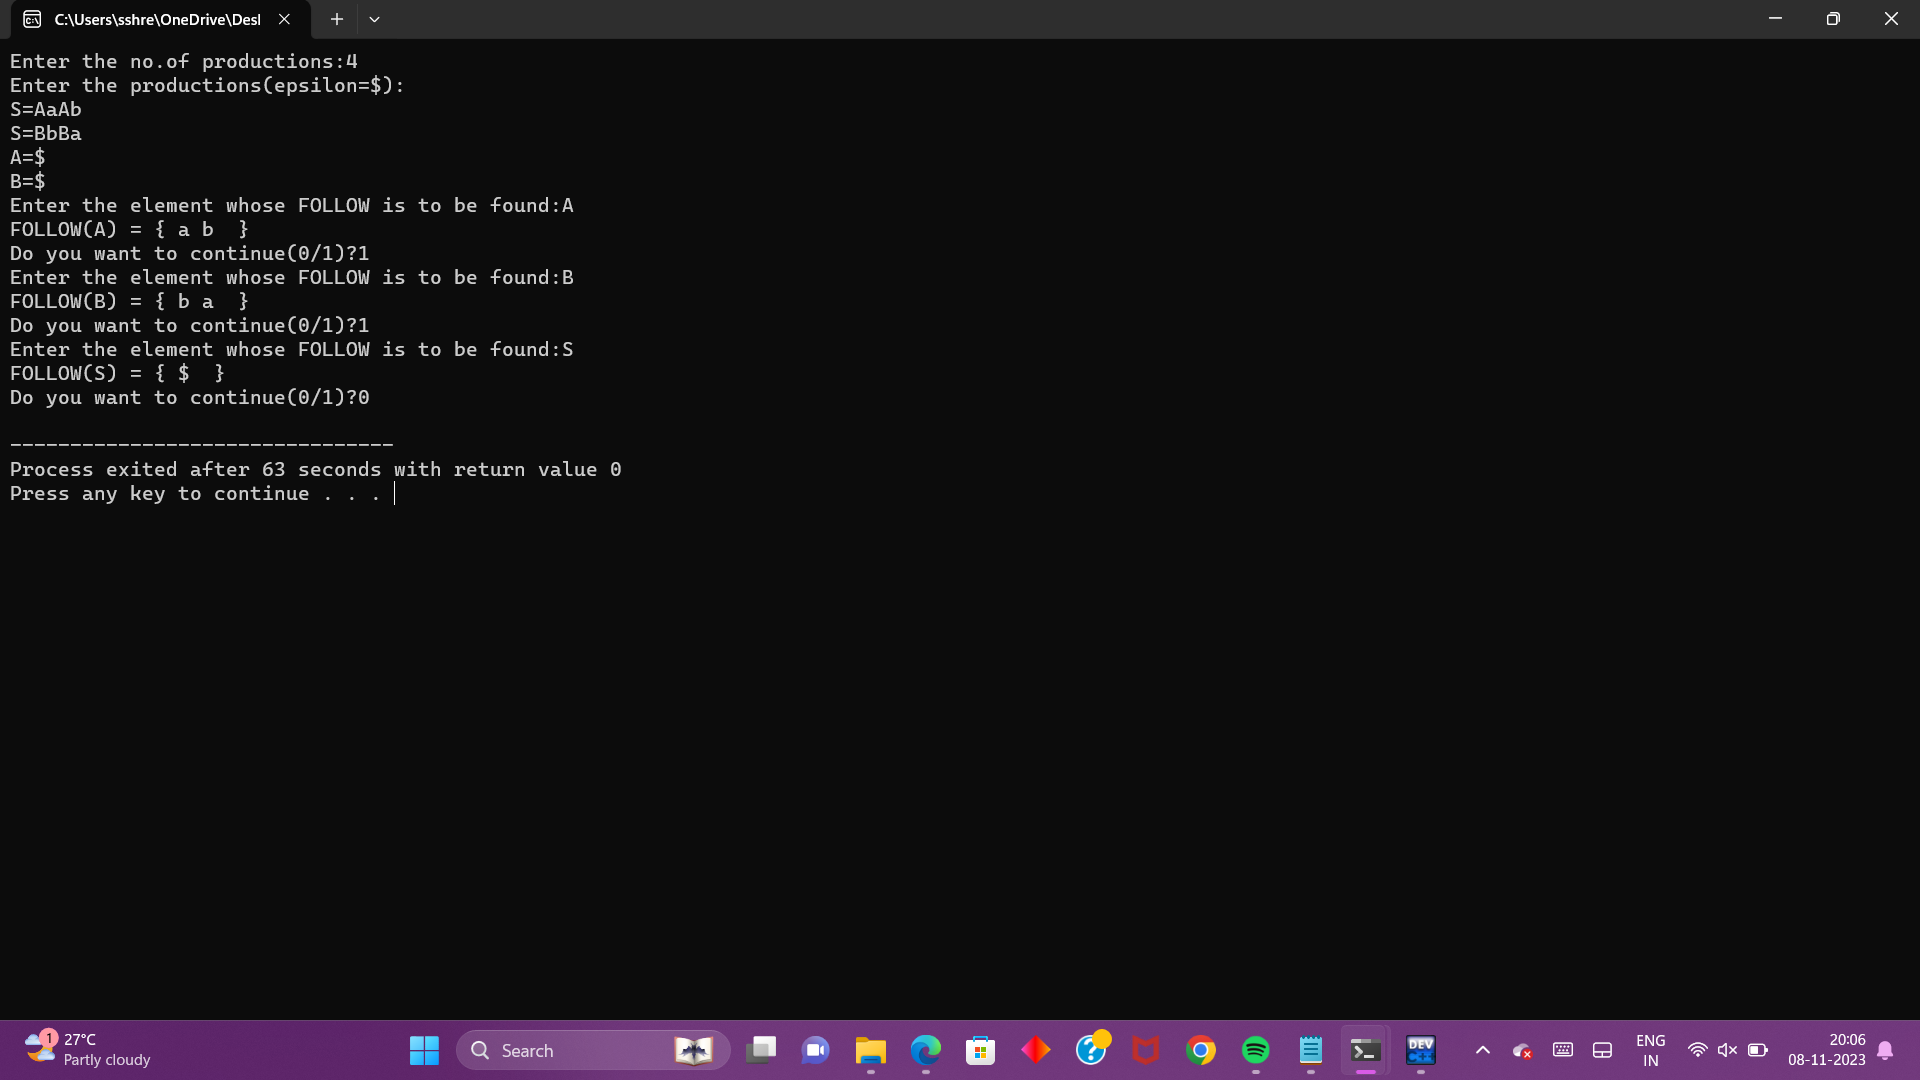 C:\Users\sshre\OneDrive\Desl
Enter the no.of productions:4
Enter the productions(epsilon=$):
S=AaAb
S=BbBa
A=$
B=$
Enter the element whose FOLLOW is to be found:A
FOLLOW(A) = { a b  }
Do you want to continue(0/1)?1
Enter the element whose FOLLOW is to be found:B
FOLLOW(B) = { b a  }
Do you want to continue(0/1)?1
Enter the element whose FOLLOW is to be found:S
FOLLOW(S) = { $  }
Do you want to continue(0/1)?0
--------------------------------
Process exited after 63 seconds with return value 0
Press any key to continue . . .
1
27°C
Partly cloudy
Search
DEV
ENG
IN
20:06
08-11-2023